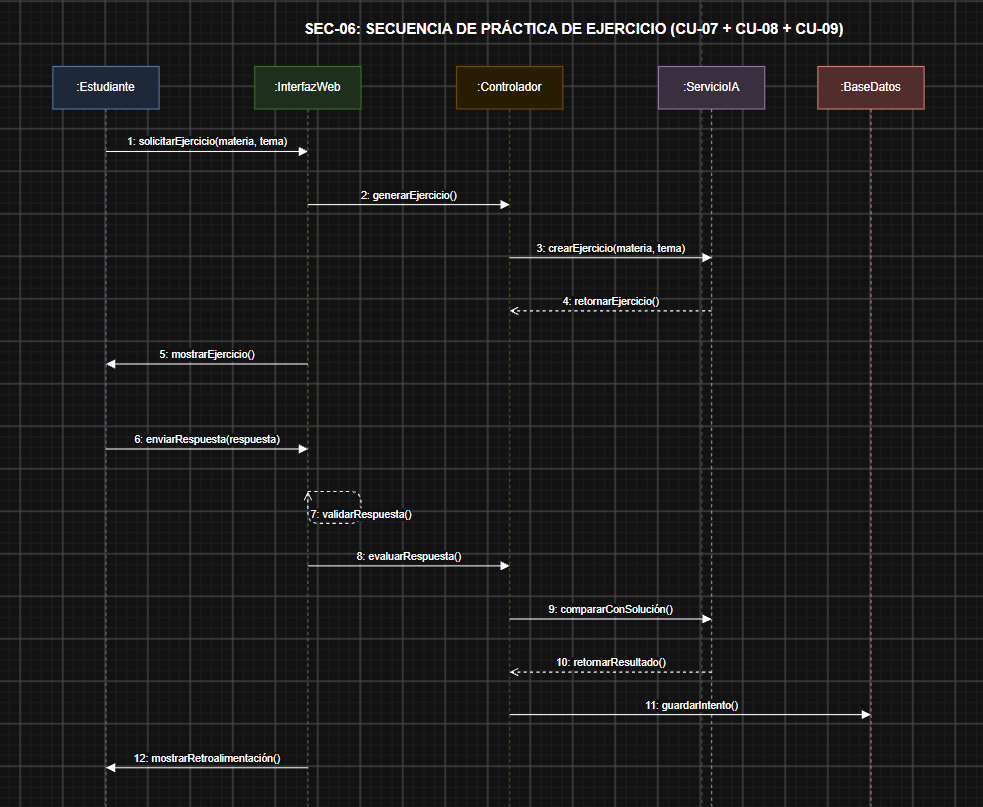 SEC-06: SECUENCIA DE PRÁCTICA DE EJERCICIO (CU-07 + CU-08 + CU-09)
:Estudiante
:InterfazWeb
:Controlador
:ServicioIA
:BaseDatos
1: solicitarEjercicio(materia, tema)
2: generarEjercicio()
3: crearEjercicio(materia, tema)
4: retornarEjercicio()
5: mostrarEjercicio()
6: enviarRespuesta(respuesta)
7: validarRespuesta()
8: evaluarRespuesta()
9: compararConSolución()
10: retornarResultado()
11: guardarIntento()
12: mostrarRetroalimentación()